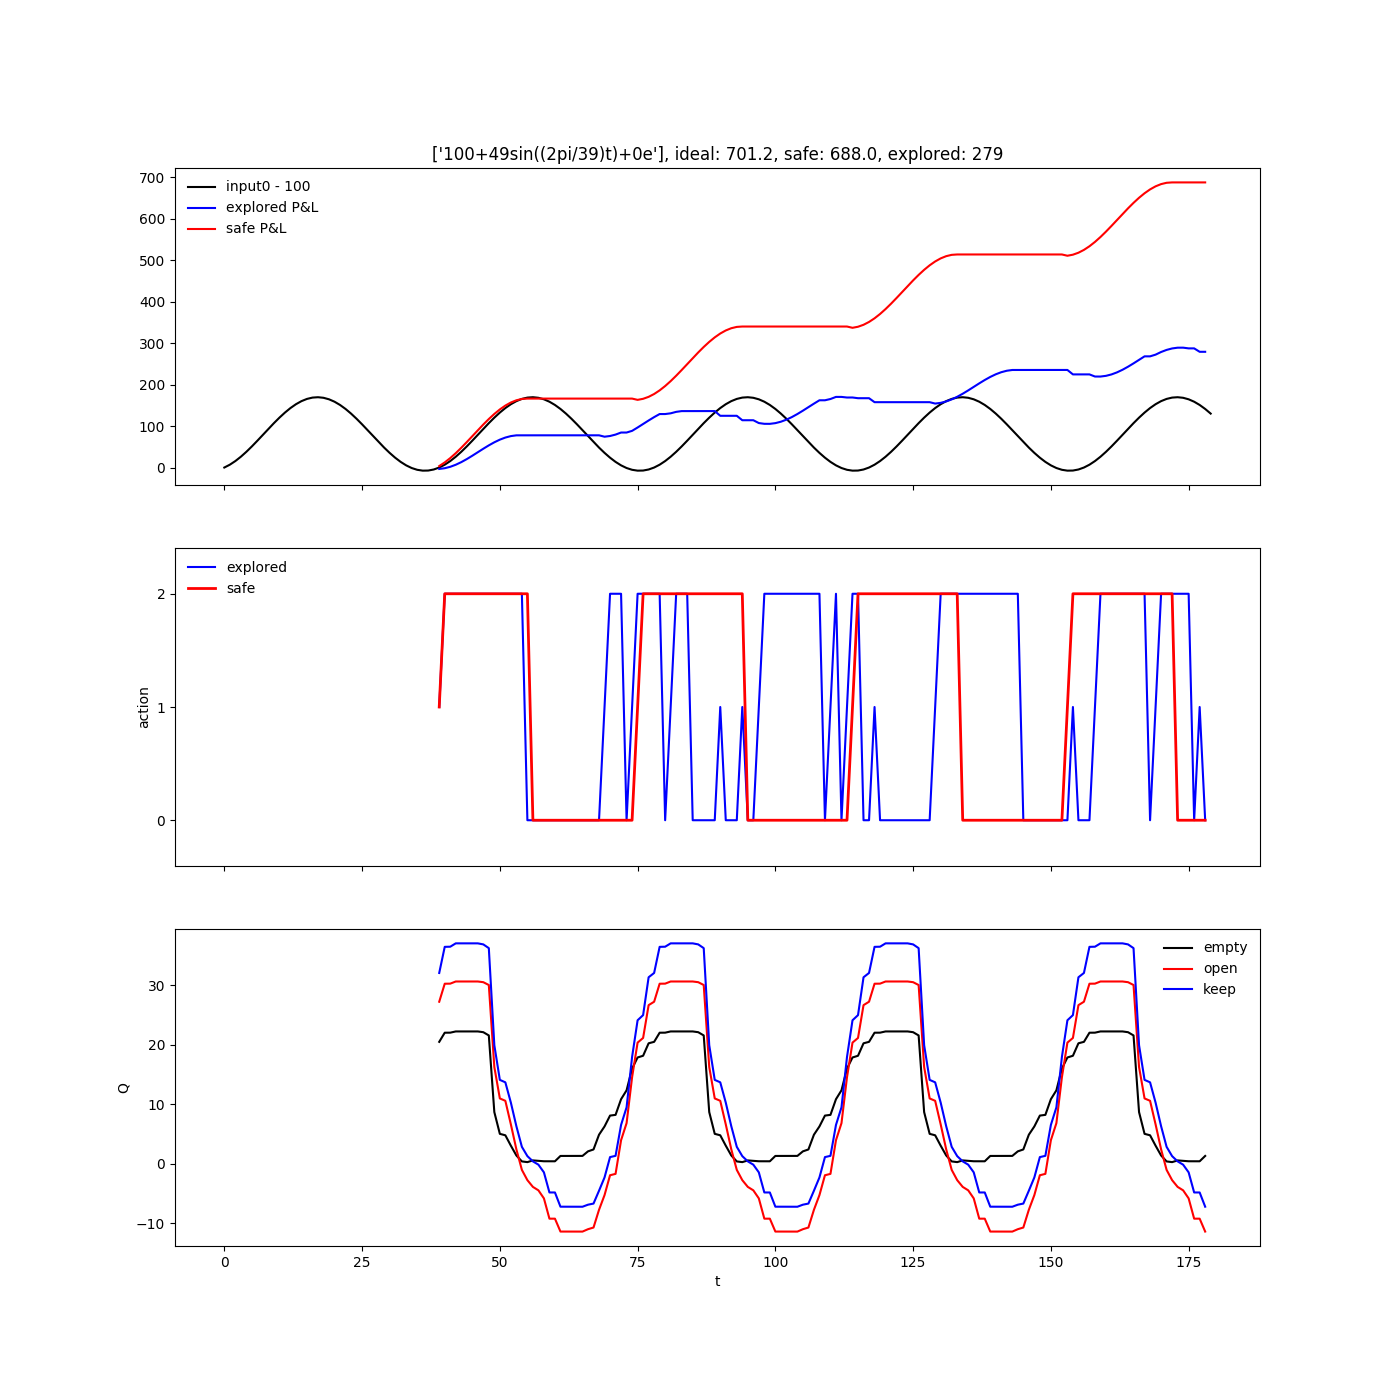 ['100+49sin((2pi/39)t)+0e'], ideal: 701.2, safe: 688.0, explored: 279
700
600
500
400
300
200
100
0
input0 - 100
explored P&L
safe P&L
action
2
1
0
explored
safe
Q
30
20
10
0
−10
empty
open
keep
0 25 50 75 100 125 150 175
t